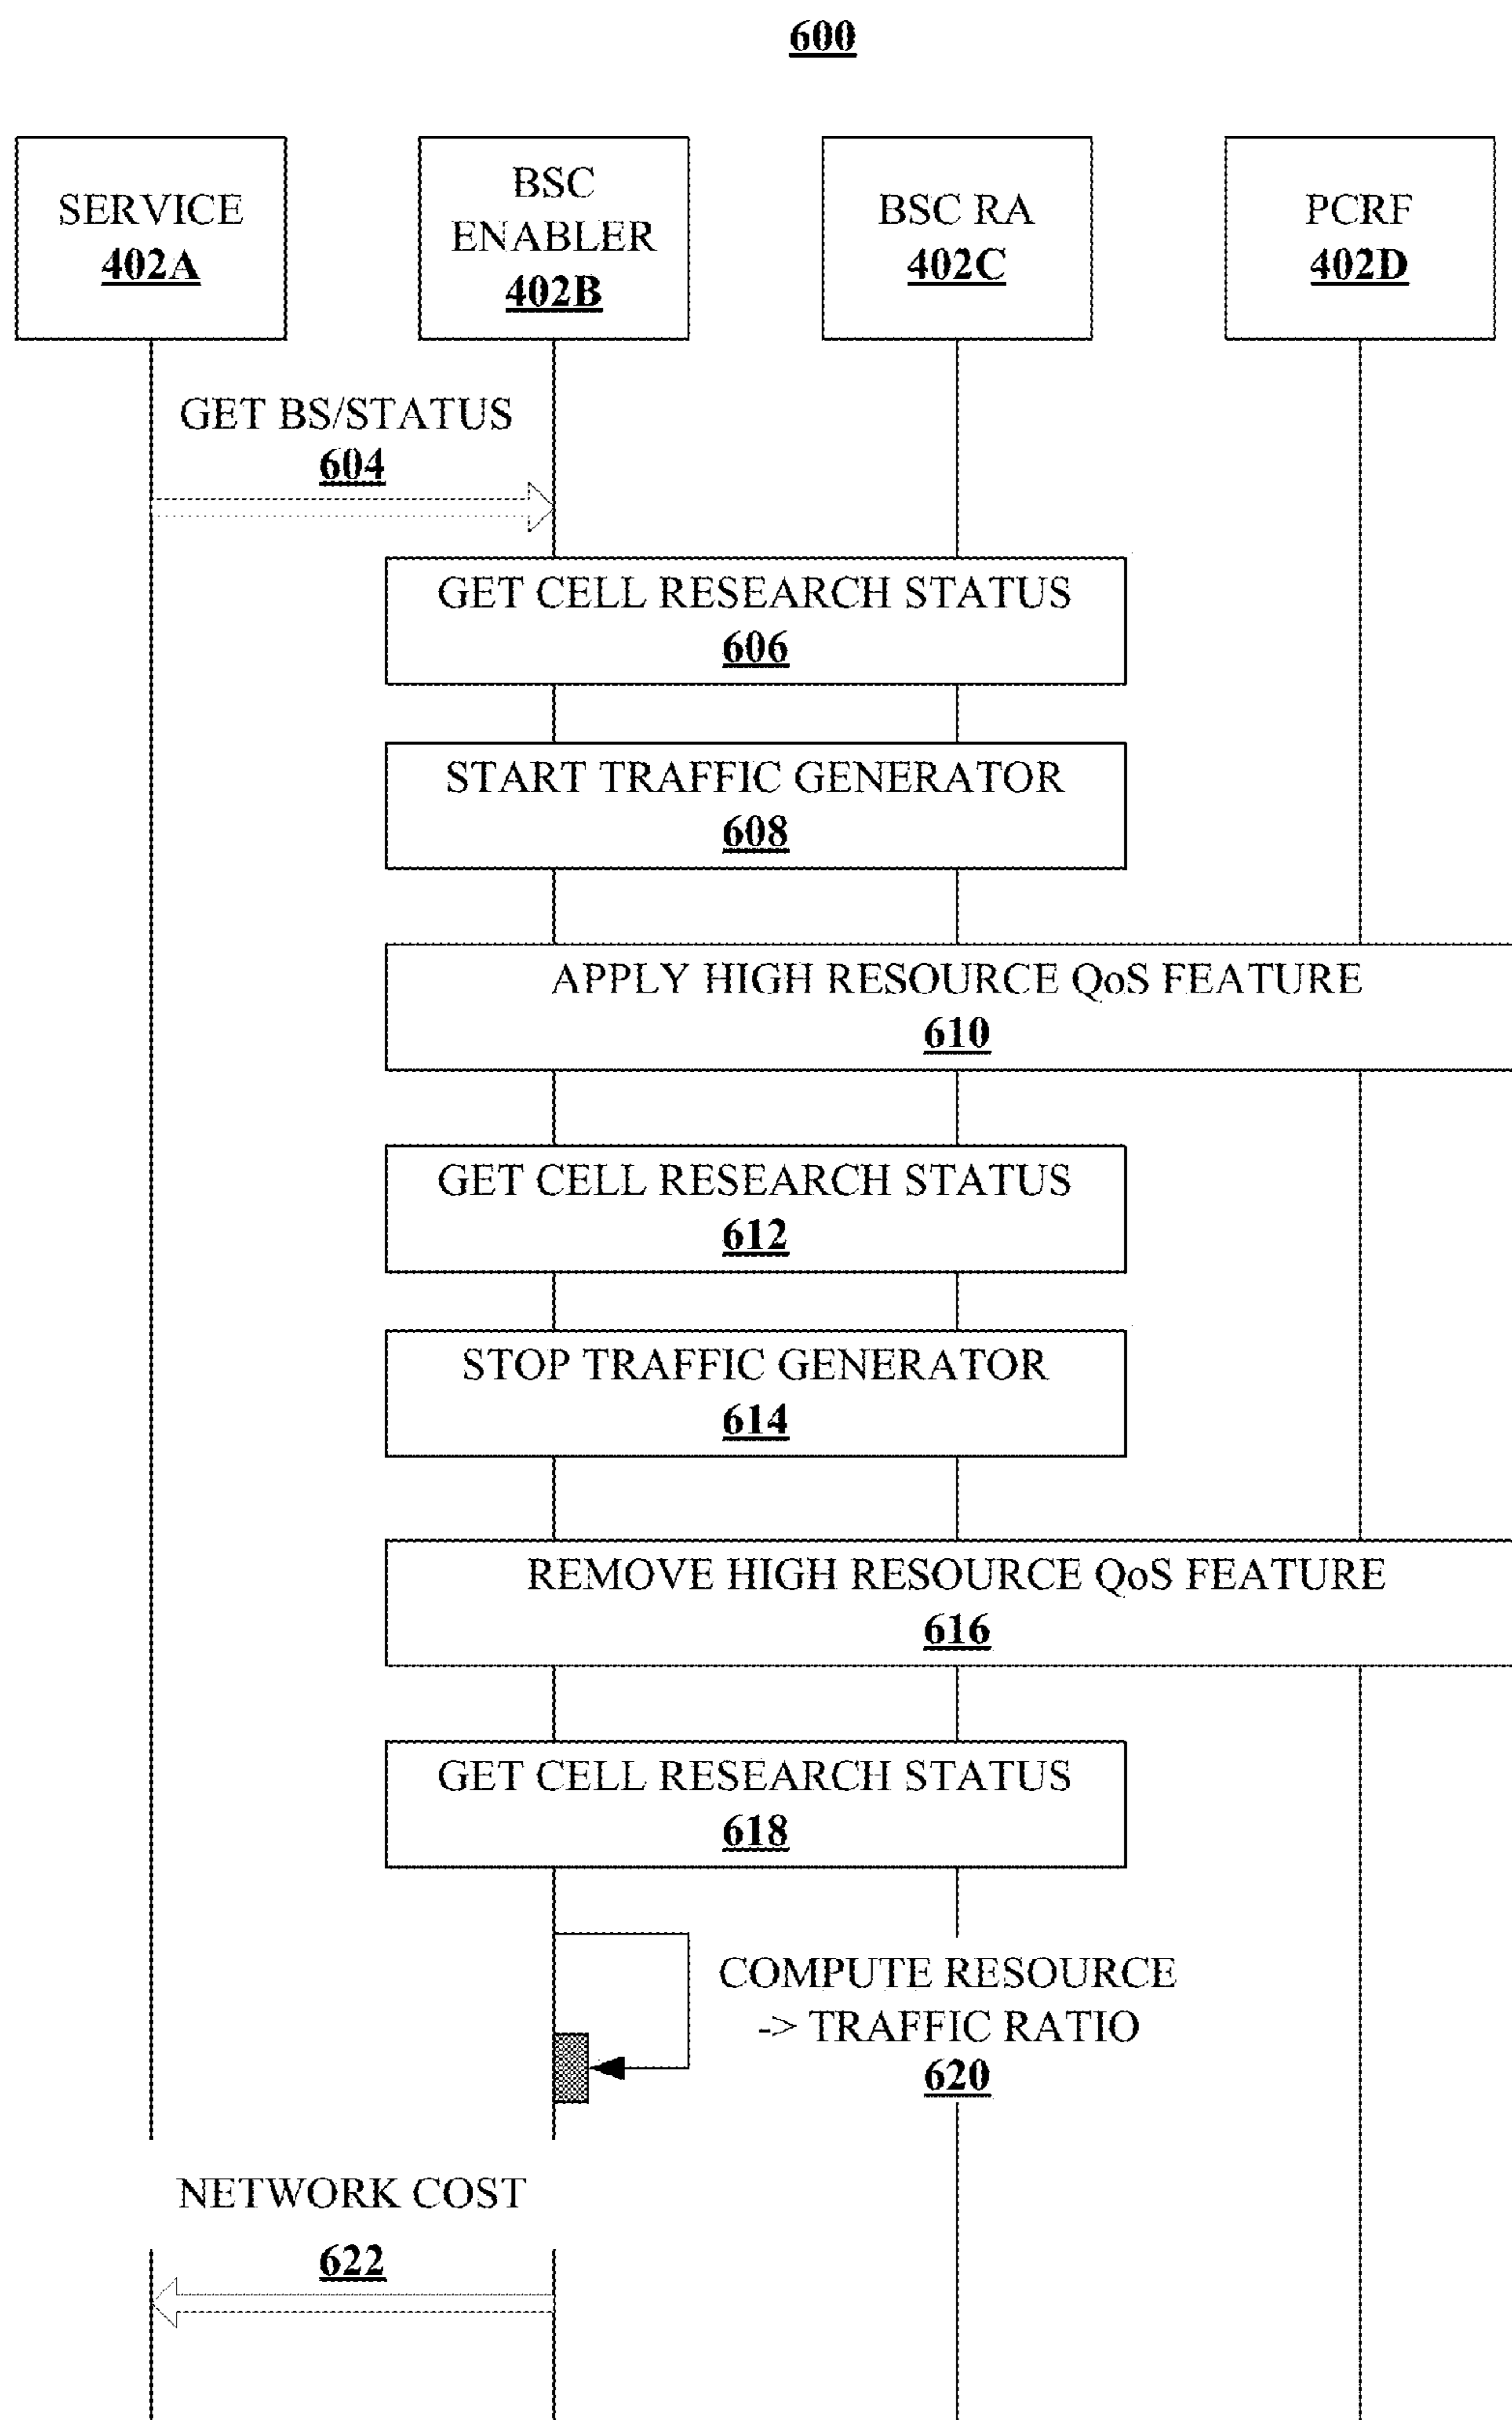 600
SERVICE
402A
BSC
ENABLER
402B
BSC RA
402C
PCRF
402D
GET BS/STATUS
604
GET CELL RESEARCH STATUS
606
START TRAFFIC GENERATOR
608
APPLY HIGH RESOURCE QoS FEATURE
610
GET CELL RESEARCH STATUS
612
STOP TRAFFIC GENERATOR
614
REMOVE HIGH RESOURCE QoS FEATURE
616
GET CELL RESEARCH STATUS
618
COMPUTE RESOURCE
-> TRAFFIC RATIO
620
NETWORK COST
622